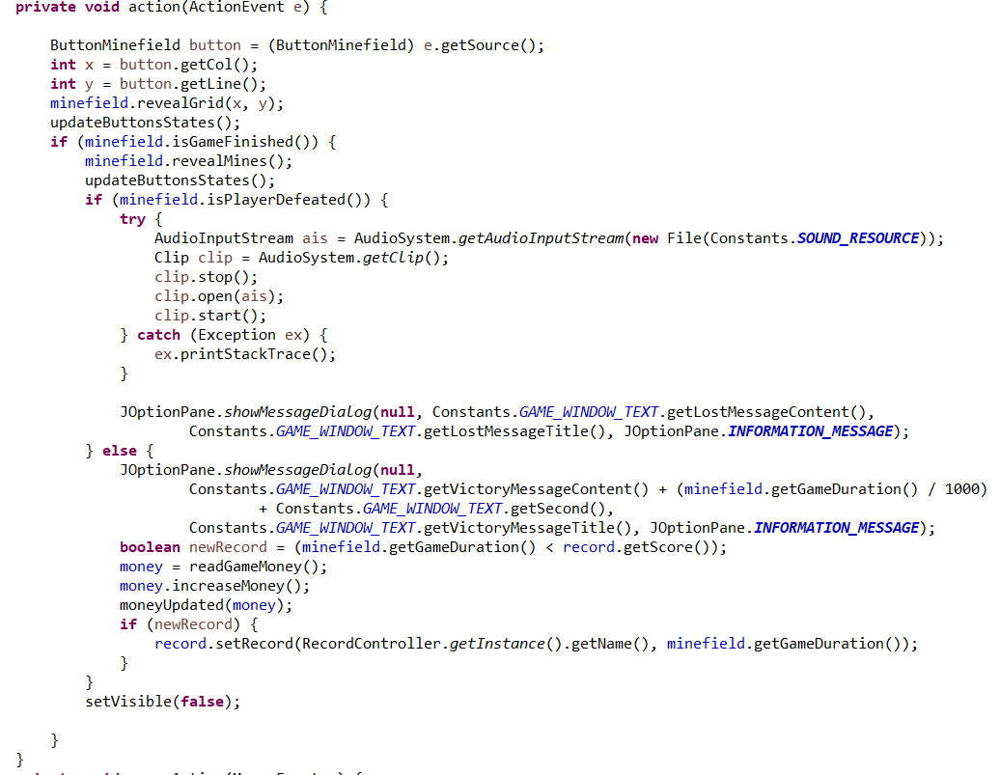 private void action(ActionEvent e) {
ButtonMinefield button = (ButtonMinefield) e.getSource();
int x = button.getCol();
int y = button.getLine();
minefield.revealGrid(x, y);
updateButtonsStates();
if (minefield.isGameFinished()) {
minefield.revealMines();
updateButtonsStates();
if (minefield.isPlayerDefeated()) {
try {
AudioInputStream ais = AudioSystem.getAudioInputStream(new File(Constants.SOUND_RESOURCE));
Clip clip = AudioSystem.getClip();
clip.stop();
clip.open(ais);
clip.start();
} catch (Exception ex) {
ex.printStackTrace();
}
JOptionPane.showMessageDialog(null, Constants.GAME_WINDOW_TEXT.getLostMessageContent(),
Constants.GAME_WINDOW_TEXT.getLostMessageTitle(), JOptionPane.INFORMATION_MESSAGE);
} else {
JOptionPane.showMessageDialog(null,
Constants.GAME_WINDOW_TEXT.getVictoryMessageContent() + (minefield.getGameDuration() / 1000)
+ Constants.GAME_WINDOW_TEXT.getSecond(),
Constants.GAME_WINDOW_TEXT.getVictoryMessageTitle(), JOptionPane.INFORMATION_MESSAGE);
boolean newRecord = (minefield.getGameDuration() < record.getScore());
money = readGameMoney();
money.increaseMoney();
moneyUpdated(money);
if (newRecord) {
record.setRecord(RecordController.getInstance().getName(), minefield.getGameDuration());
}
}
setVisible(false);
}
}